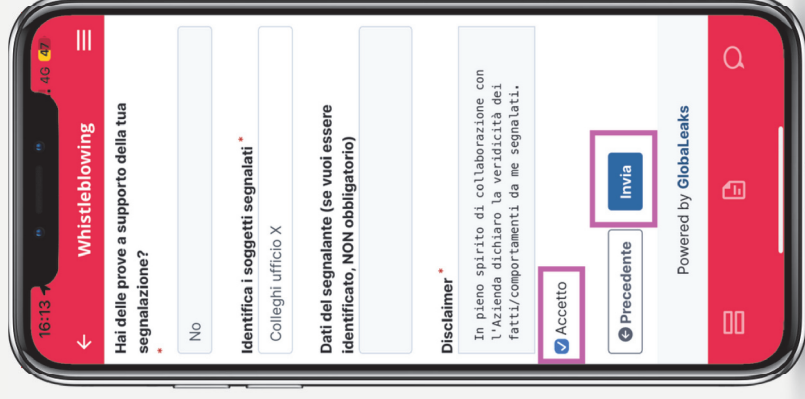 16:13
4G 47
Whistleblowing
Hai delle prove a supporto della tua
segnalazione?
*
No
Identifica i soggetti segnalati *
Colleghi ufficio X
Dati del segnalante (se vuoi essere
identificato, NON obbligatorio)
Disclaimer *
In pieno spirito di collaborazione con
l'Azienda dichiaro la veridicità dei
fatti/comportamenti da me segnalati.
Accetto
Precedente
Invia
Powered by GlobaLeaks